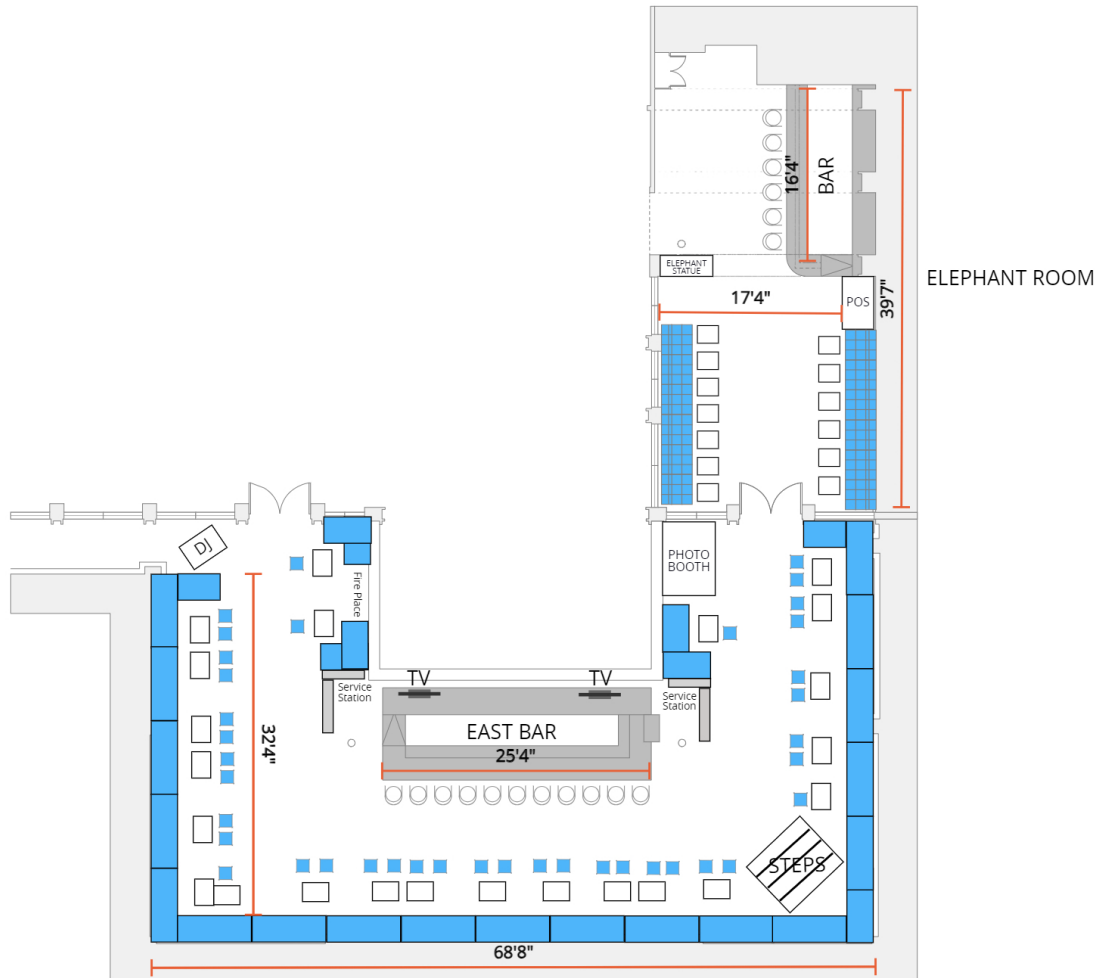 16'4"
BAR
ELEPHANT
STATUE
ELEPHANT ROOM
17'4"
POS
39'7"
DJ
PHOTO
BOOTH
Fire Place
TV
TV
Service
Station
Service
Station
EAST BAR
25'4"
32'4"
STEPS
68'8"